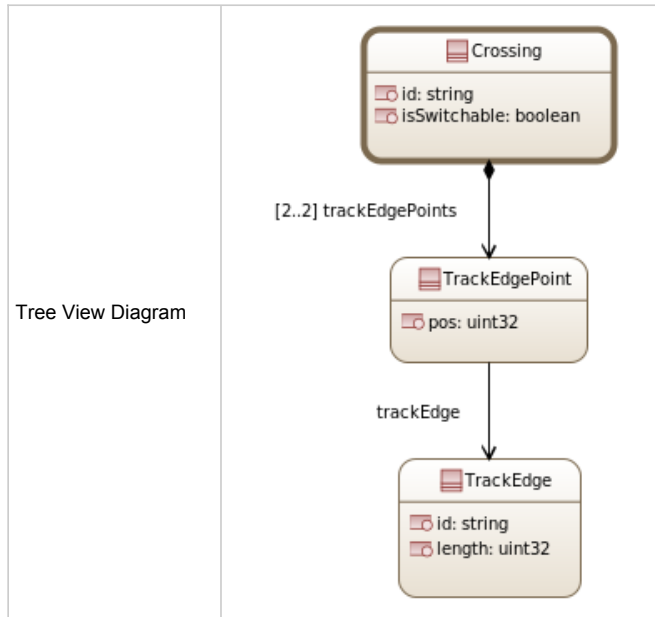 Tree View Diagram
Crossing
id: string
isSwitchable: boolean
[2..2] trackEdgePoints
TrackEdgePoint
pos: uint32
trackEdge
TrackEdge
id: string
length: uint32